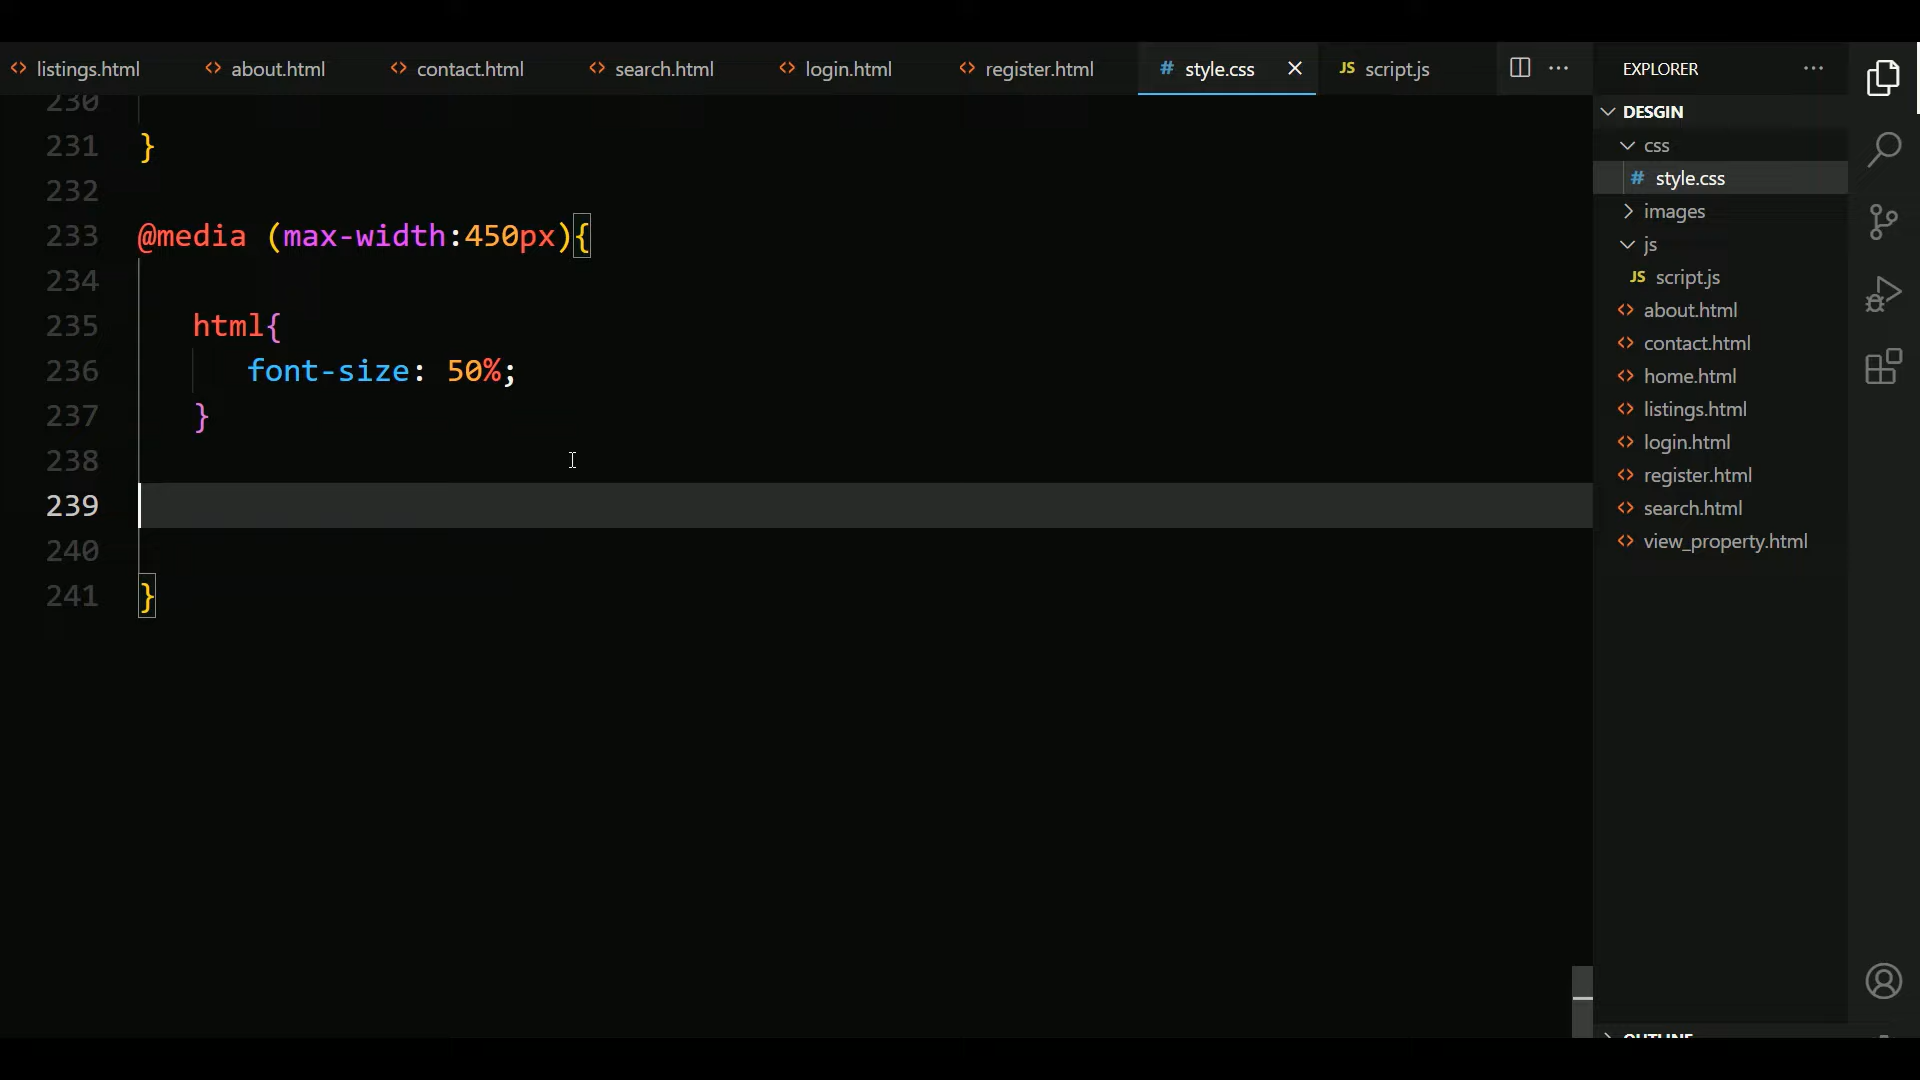 listings.html about.html contact.html search.html login.html register.html # style.css JS script.js
EXPLORER
DESGIN
css
# style.css
images
js
JS script.js
about.html
contact.html
home.html
listings.html
login.html
register.html
search.html
view_property.html
OUTLINE
230
231 }
232
233 @media (max-width:450px){
234
235 html{
236 font-size: 50%;
237 }
238
239
240
241 }